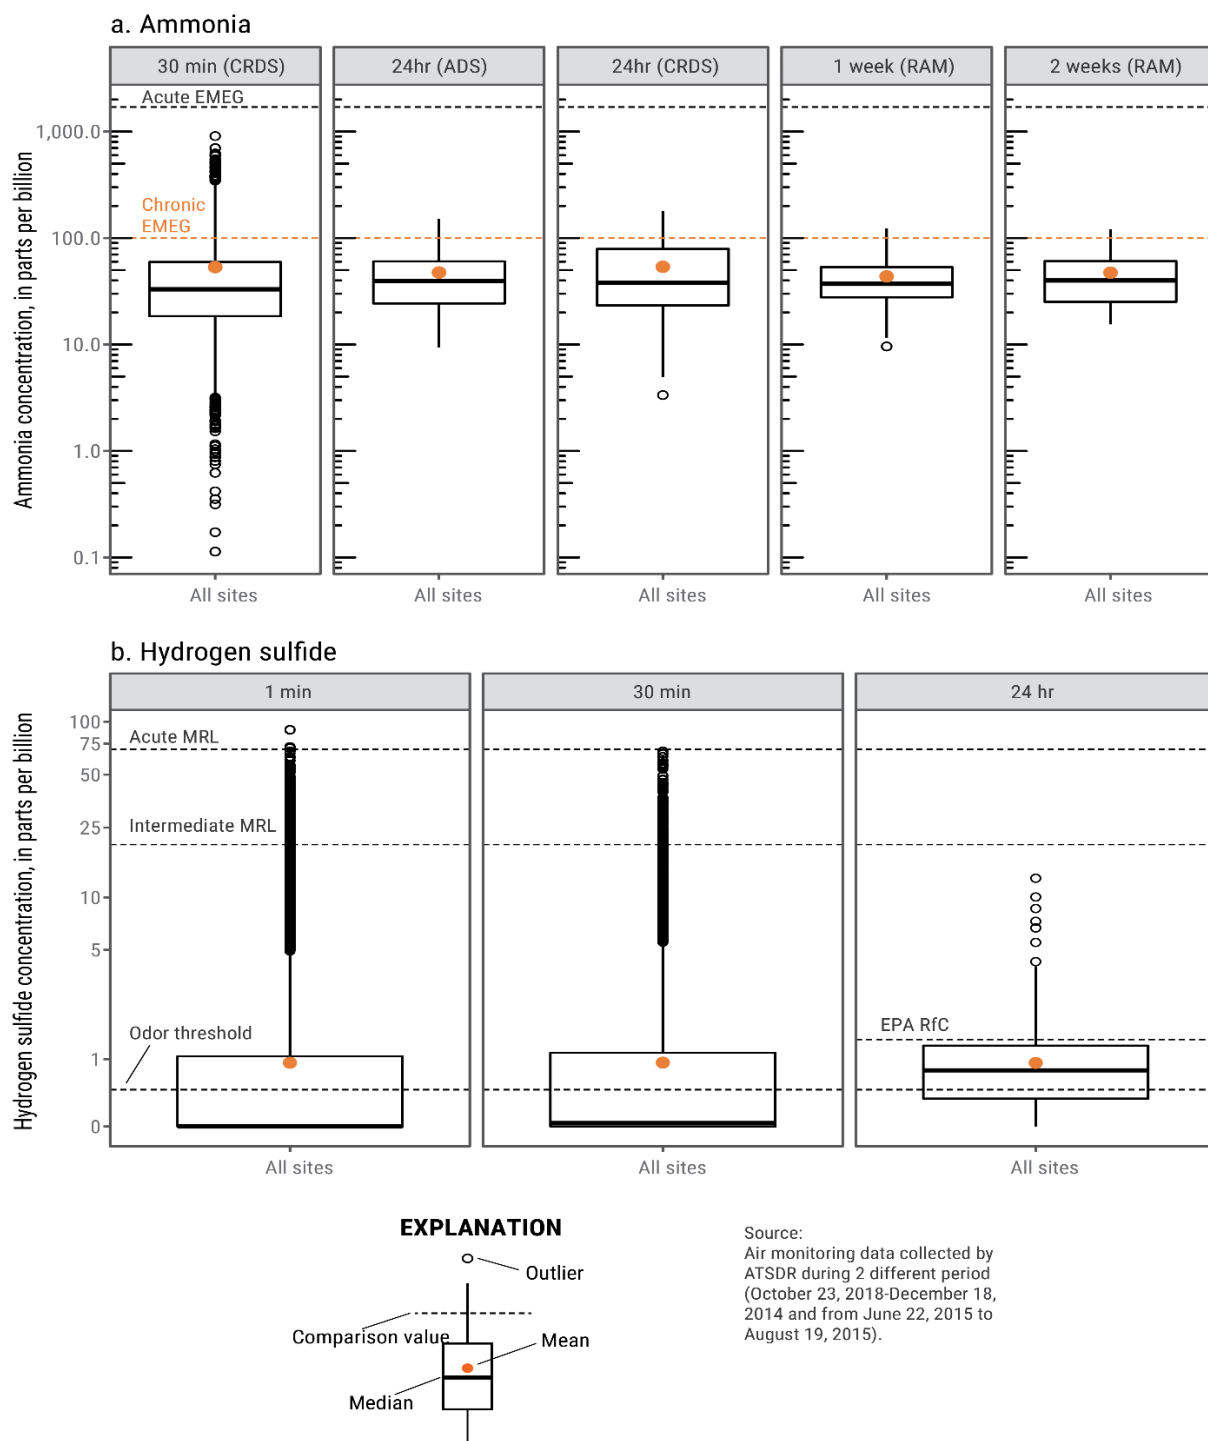 a. Ammonia
30 min (CRDS)
24hr (ADS)
24hr (CRDS)
1 week (RAM)
2 weeks (RAM)
Ammonia concentration, in parts per billion
Acute EMEG
1,000.0
Chronic
EMEG
100.0
10.0
1.0
0.1
All sites
All sites
All sites
All sites
All sites
b. Hydrogen sulfide
1 min
30 min
24 hr
Hydrogen sulfide concentration, in parts per billion
100
Acute MRL
75
50
Intermediate MRL
25
10
5
Odor threshold
EPA RfC
1
0
All sites
All sites
All sites
EXPLANATION
Outlier
Comparison value
Mean
Median
Source:
Air monitoring data collected by
ATSDR during 2 different period
(October 23, 2018-December 18,
2014 and from June 22, 2015 to
August 19, 2015).